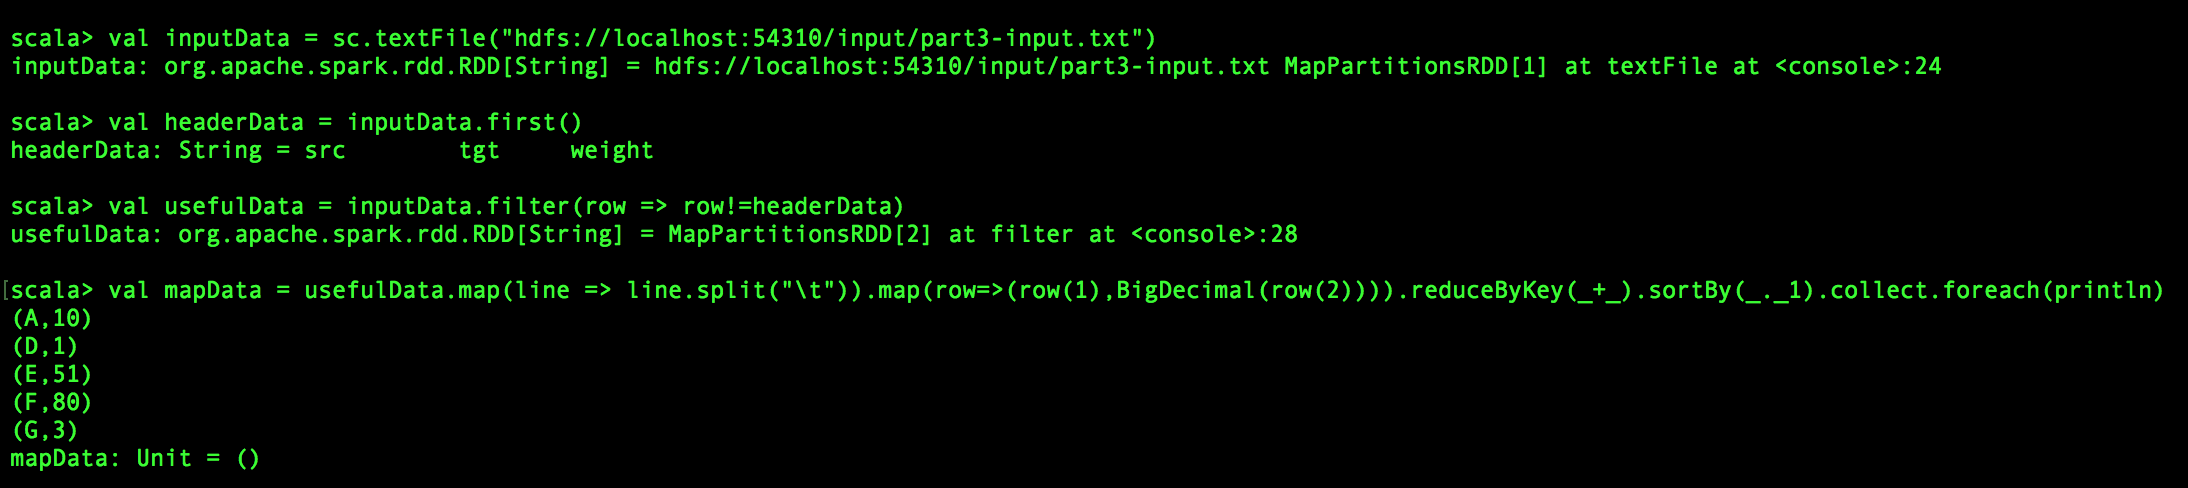 scala> val inputData = sc.textFile("hdfs://localhost:54310/input/part3-input.txt")
inputData: org.apache.spark.rdd.RDD[String] = hdfs://localhost:54310/input/part3-input.txt MapPartitionsRDD[1] at textFile at <console>:24
scala> val headerData = inputData.first()
headerData: String = src        tgt     weight
scala> val usefulData = inputData.filter(row => row!=headerData)
usefulData: org.apache.spark.rdd.RDD[String] = MapPartitionsRDD[2] at filter at <console>:28
[scala> val mapData = usefulData.map(line => line.split("\t")).map(row=>(row(1),BigDecimal(row(2)))).reduceByKey(_+_).sortBy(_._1).collect.foreach(println)
(A,10)
(D,1)
(E,51)
(F,80)
(G,3)
mapData: Unit = ()